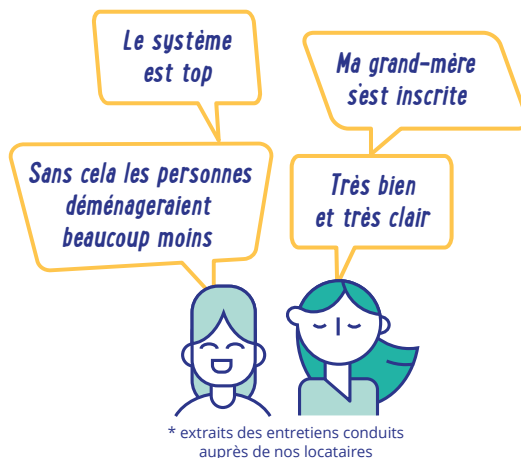 Le système
est top
Ma grand-mère
s'est inscrite
Sans cela les personnes
déménageraient
beaucoup moins
Très bien
et très clair
* extraits des entretiens conduits
auprès de nos locataires